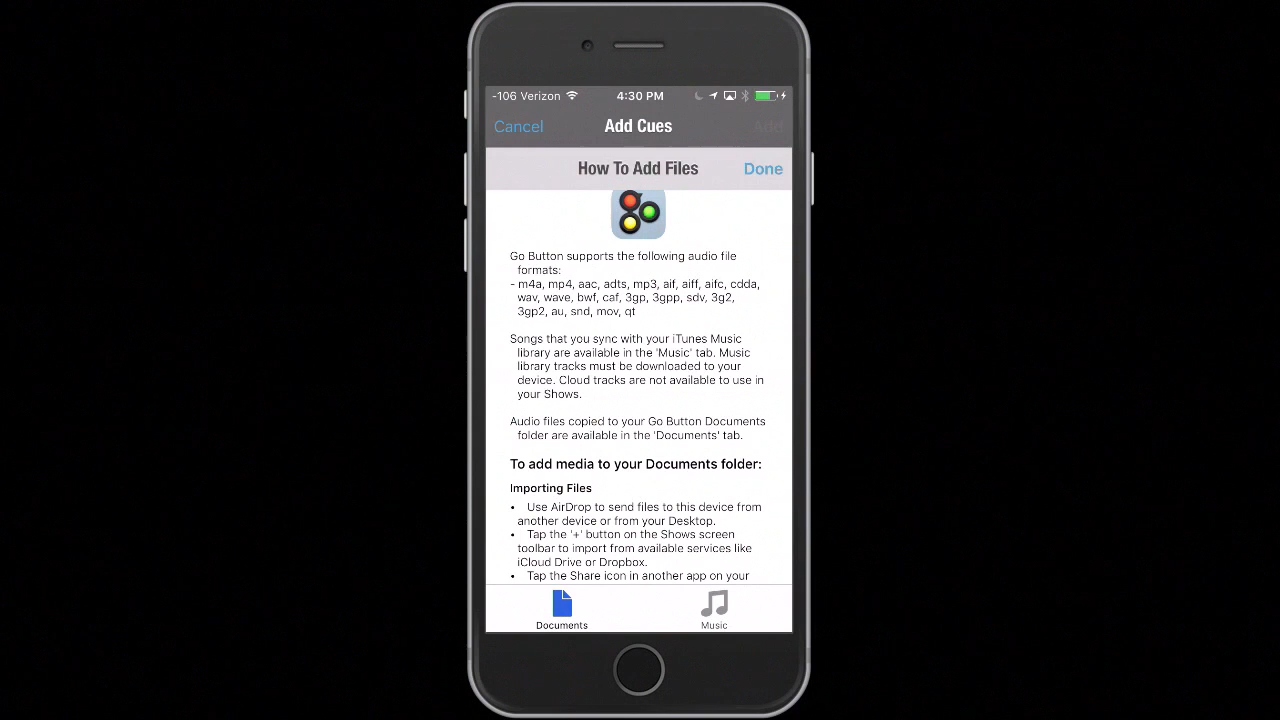 -106 Verizon 4:30 PM
Cancel Add Cues Add
How To Add Files Done
Go Button supports the following audio file
formats:
- m4a, mp4, aac, adts, mp3, aif, aiff, aifc, cdda,
wav, wave, bwf, caf, 3gp, 3gpp, sdv, 3g2,
3gp2, au, snd, mov, qt
Songs that you sync with your iTunes Music
library are available in the 'Music' tab. Music
library tracks must be downloaded to your
device. Cloud tracks are not available to use in
your Shows.
Audio files copied to your Go Button Documents
folder are available in the 'Documents' tab.
To add media to your Documents folder:
Importing Files
• Use AirDrop to send files to this device from
another device or from your Desktop.
• Tap the '+' button on the Shows screen
toolbar to import from available services like
iCloud Drive or Dropbox.
• Tap the Share icon in another app on your
Documents Music